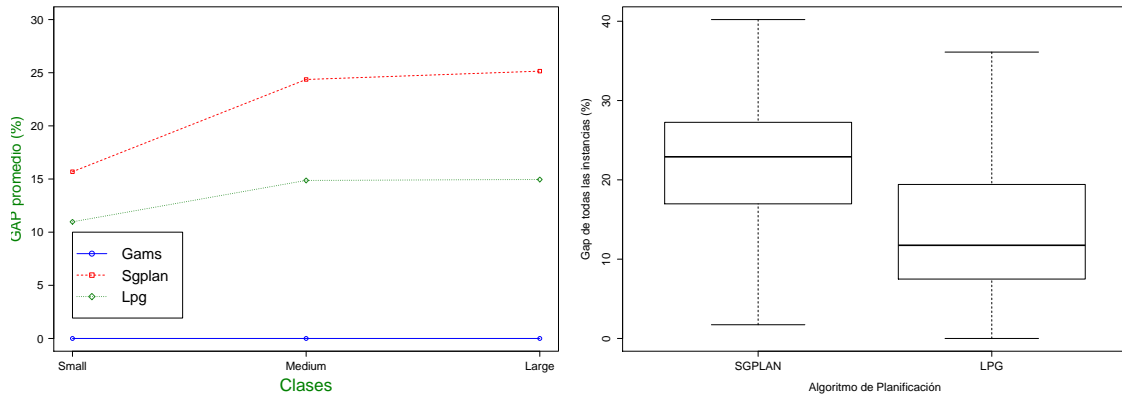 GAP promedio (%)
30
25
20
15
10
5
0
Gams
Sgplan
Lpg
Small
Medium
Large
Clases
Gap de todas las instancias (%)
40
30
20
10
0
SGPLAN
LPG
Algoritmo de Planificación